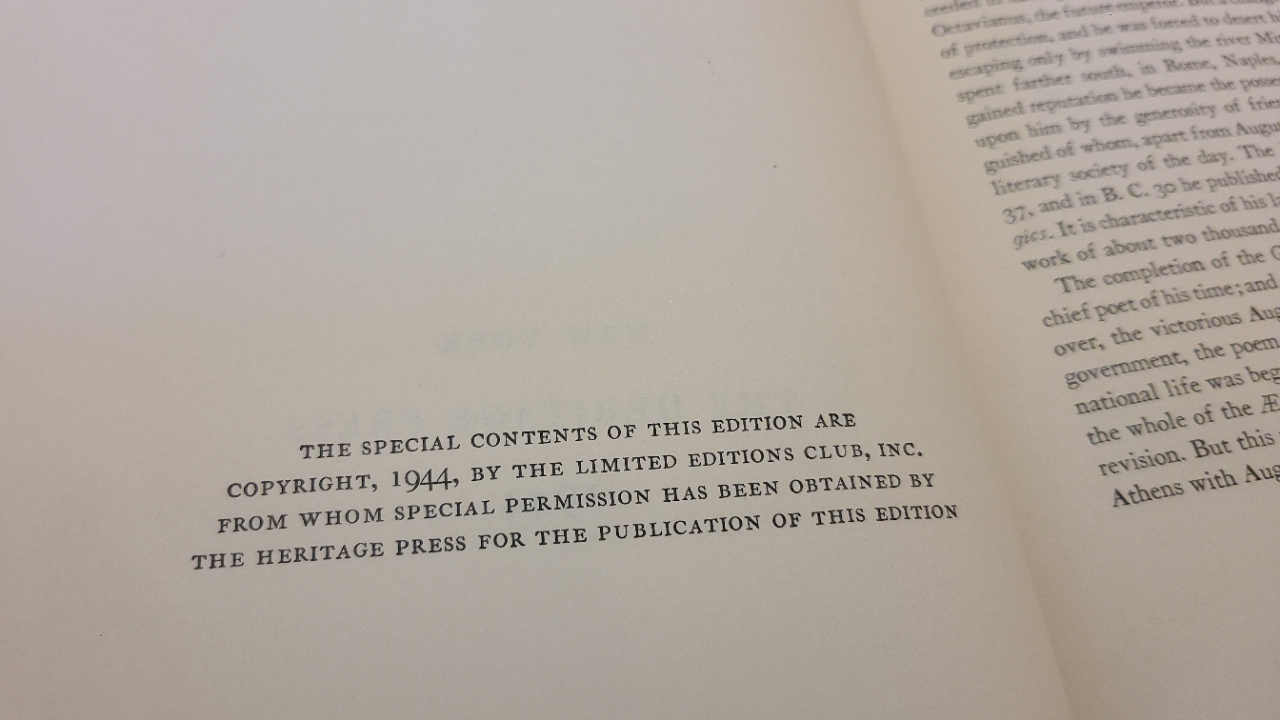 THE SPECIAL CONTENTS OF THIS EDITION ARE
COPYRIGHT, 1944, BY THE LIMITED EDITIONS CLUB, INC.
FROM WHOM SPECIAL PERMISSION HAS BEEN OBTAINED BY
THE HERITAGE PRESS FOR THE PUBLICATION OF THIS EDITION
Octavianus, the future emperor. But a
of protection, and he was forced to desert
escaping only by swimming the river
spent farther south, in Rome, Naples,
gained reputation he became the
upon him by the generosity of
guished of whom, apart from
literary society of the day. The
37, and in B. C. 30 he published
gics. It is characteristic of his
work of about two thousand
The completion of the
chief poet of his time; and
over, the victorious
government, the poem
national life was
the whole of the
revision. But this
Athens with